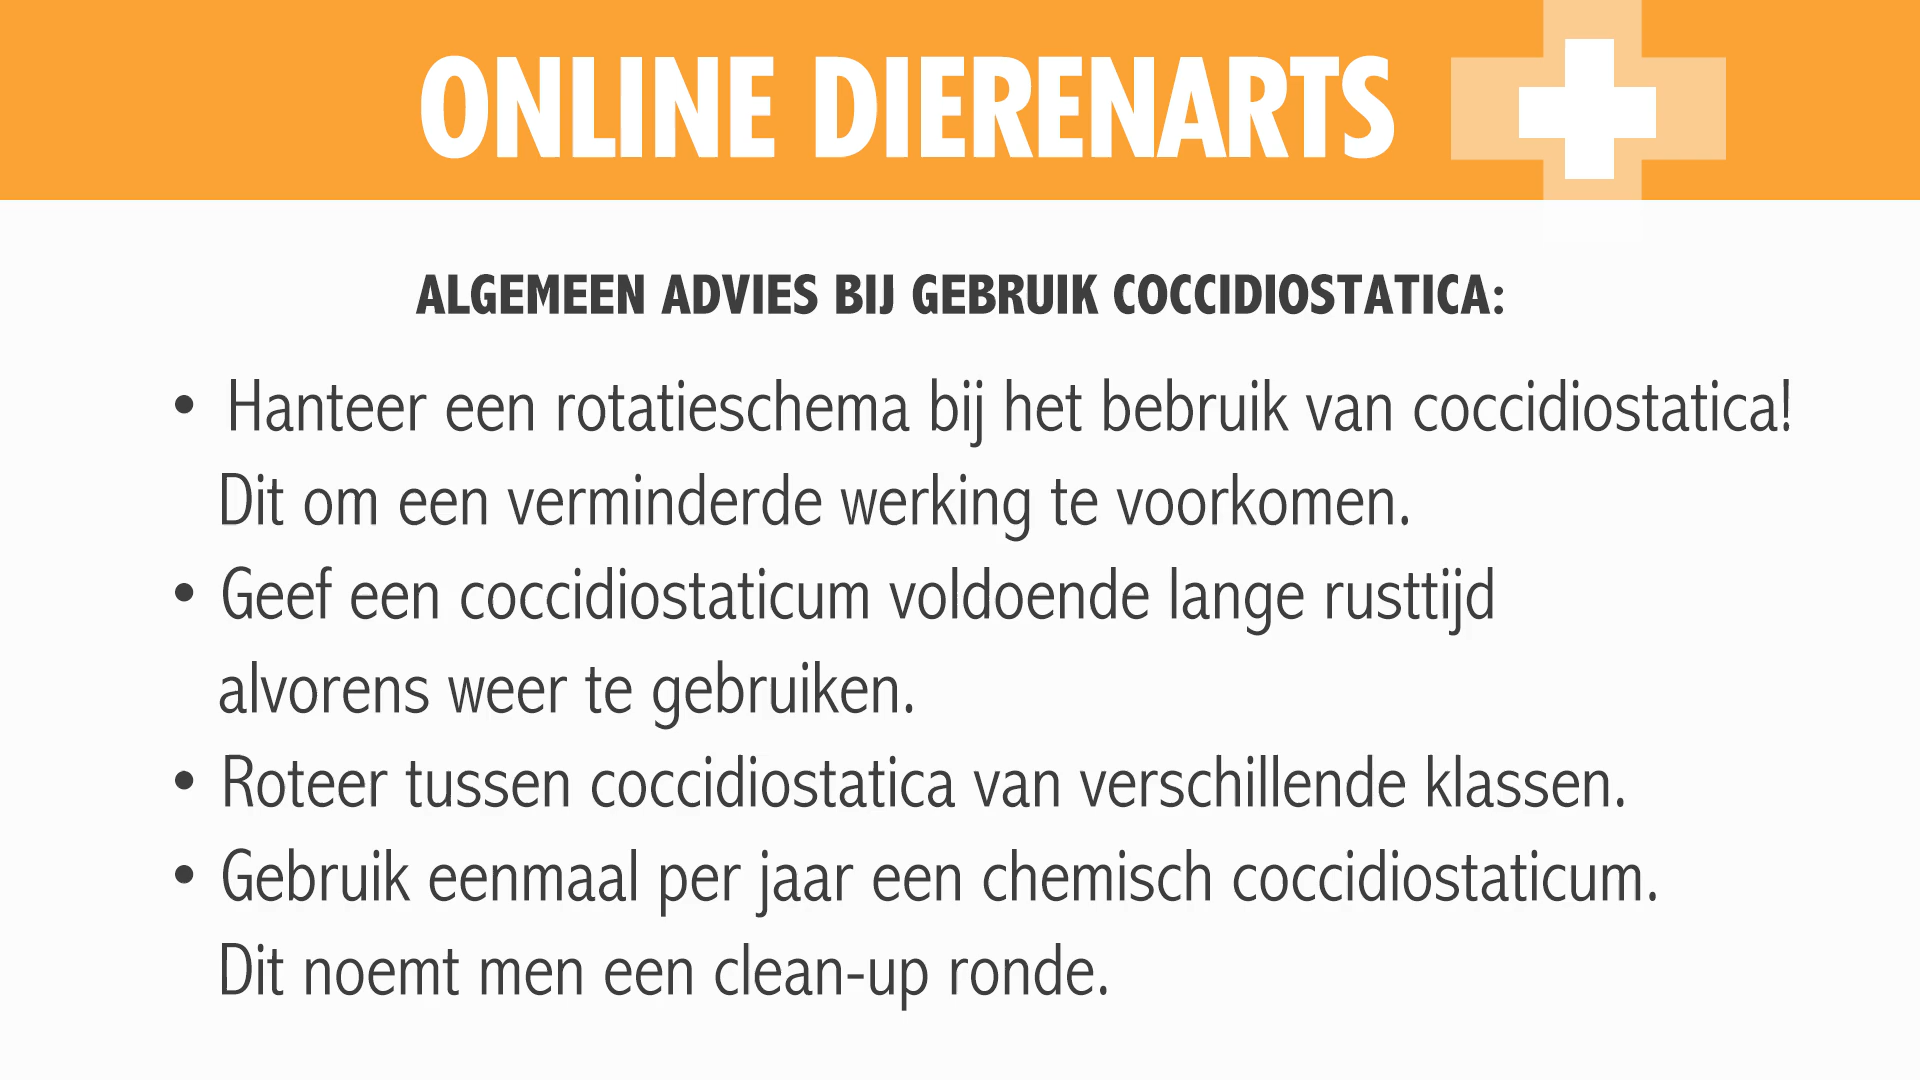 ONLINE DIERENARTS
ALGEMEEN ADVIES BIJ GEBRUIK COCCIDIOSTATICA:
• Hanteer een rotatieschema bij het bebruik van coccidiostatica!
Dit om een verminderde werking te voorkomen.
• Geef een coccidiostaticum voldoende lange rusttijd
alvorens weer te gebruiken.
• Roteer tussen coccidiostatica van verschillende klassen.
• Gebruik eenmaal per jaar een chemisch coccidiostaticum.
Dit noemt men een clean-up ronde.